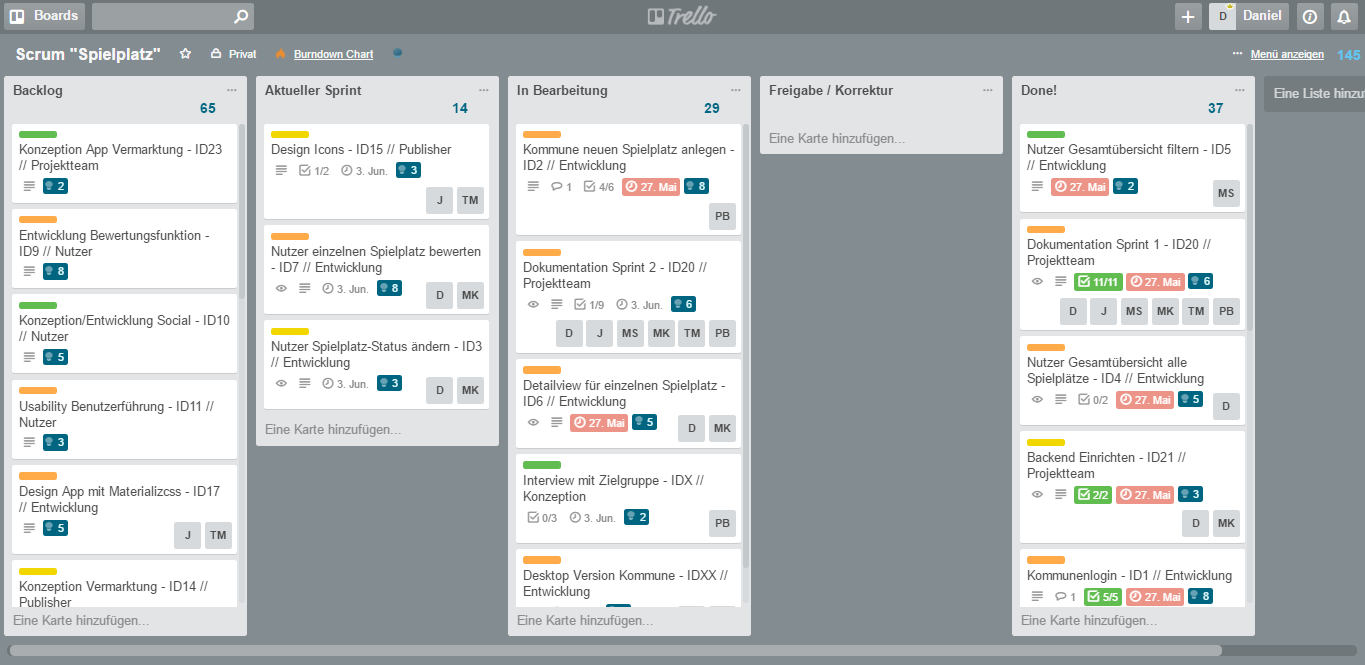 Boards
Trello
D Daniel
Scrum "Spielplatz"
Privat
Burndown Chart
... Menü anzeigen
145
Backlog ...
65
Konzeption App Vermarktung - ID23
// Projektteam
2
Entwicklung Bewertungsfunktion -
ID9 // Nutzer
8
Konzeption/Entwicklung Social - ID10
// Nutzer
5
Usability Benutzerführung - ID11 //
Nutzer
3
Design App mit Materializcss - ID17
// Entwicklung
5
J TM
Konzeption Vermarktung - ID14 //
Publisher
Eine Karte hinzufügen...
Aktueller Sprint ...
14
Design Icons - ID15 // Publisher
1/2 3. Jun. 3
J TM
Nutzer einzelnen Spielplatz bewerten
- ID7 // Entwicklung
3. Jun. 8
D MK
Nutzer Spielplatz-Status ändern - ID3
// Entwicklung
3. Jun. 3
D MK
Eine Karte hinzufügen...
In Bearbeitung ...
29
Kommune neuen Spielplatz anlegen -
ID2 // Entwicklung
1 4/6 27. Mai 8
PB
Dokumentation Sprint 2 - ID20 //
Projektteam
1/9 3. Jun. 6
D J MS MK TM PB
Detailview für einzelnen Spielplatz -
ID6 // Entwicklung
27. Mai 5
D MK
Interview mit Zielgruppe - IDX //
Konzeption
0/3 3. Jun. 2
PB
Desktop Version Kommune - IDXX //
Entwicklung
Eine Karte hinzufügen...
Freigabe / Korrektur ...
Eine Karte hinzufügen...
Done! ...
37
Nutzer Gesamtübersicht filtern - ID5
// Entwicklung
27. Mai 2
MS
Dokumentation Sprint 1 - ID20 //
Projektteam
11/11 27. Mai 6
D J MS MK TM PB
Nutzer Gesamtübersicht alle
Spielplätze - ID4 // Entwicklung
0/2 27. Mai 5
D
Backend Einrichten - ID21 //
Projektteam
2/2 27. Mai 3
D MK
Kommunenlogin - ID1 // Entwicklung
1 5/5 27. Mai 8
Eine Karte hinzufügen...
Eine Liste hinzu